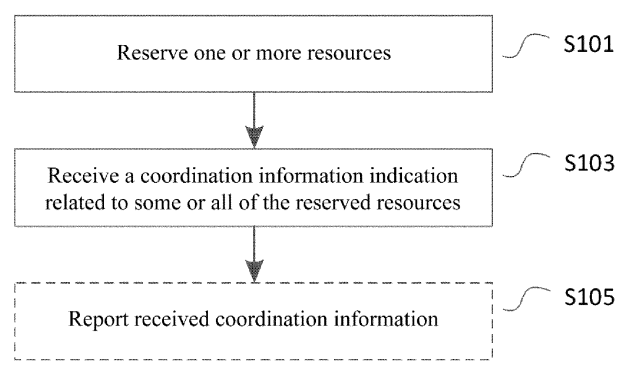 Reserve one or more resources
S101
Receive a coordination information indication
related to some or all of the reserved resources
S103
Report received coordination information
S105